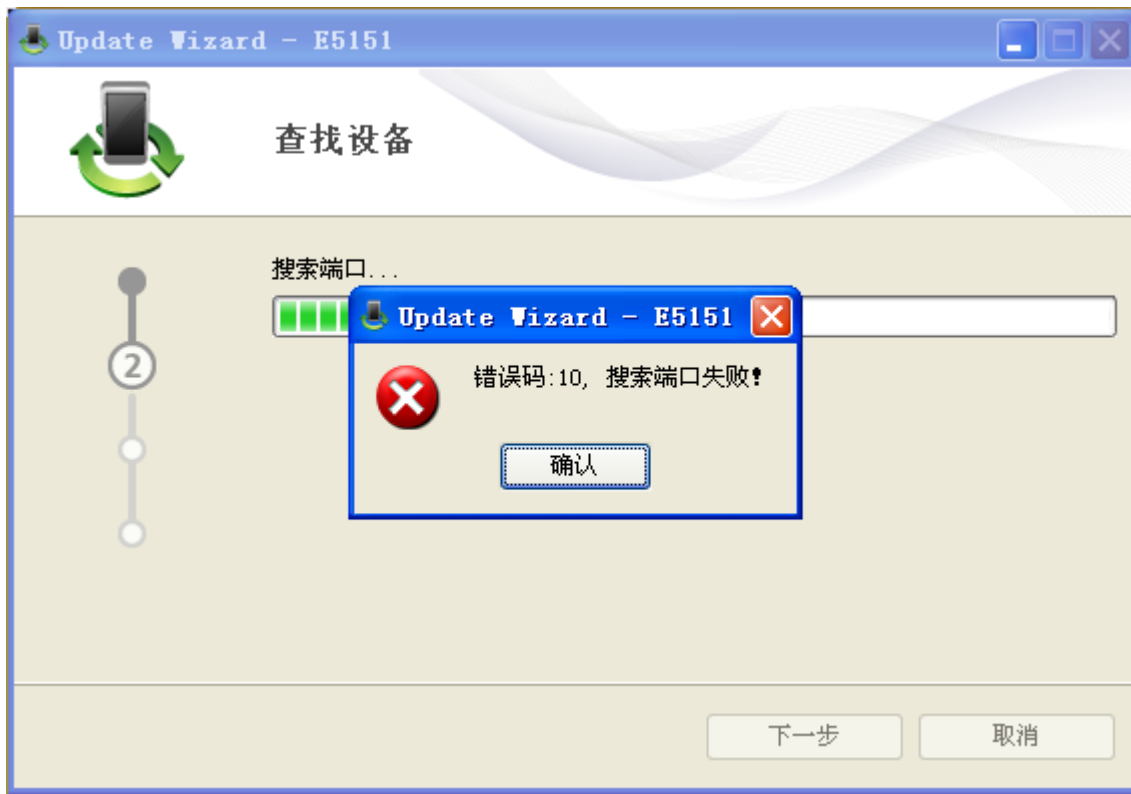 Update Wizard - E5151
查找设备
搜索端口...
2
Update Wizard - E5151
错误码:10, 搜索端口失败!
确认
下一步
取消